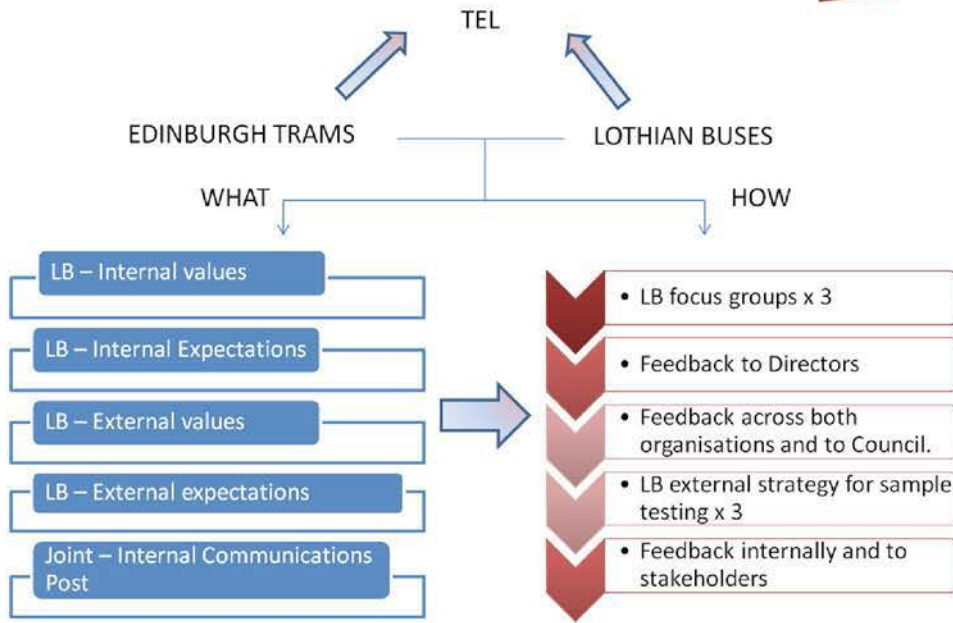 TEL
EDINBURGH TRAMS
LOTHIAN BUSES
WHAT
HOW
LB – Internal values
LB – Internal Expectations
LB – External values
LB – External expectations
Joint – Internal Communications
Post
• LB focus groups x 3
• Feedback to Directors
• Feedback across both
organisations and to Council.
• LB external strategy for sample
testing x 3
• Feedback internally and to
stakeholders